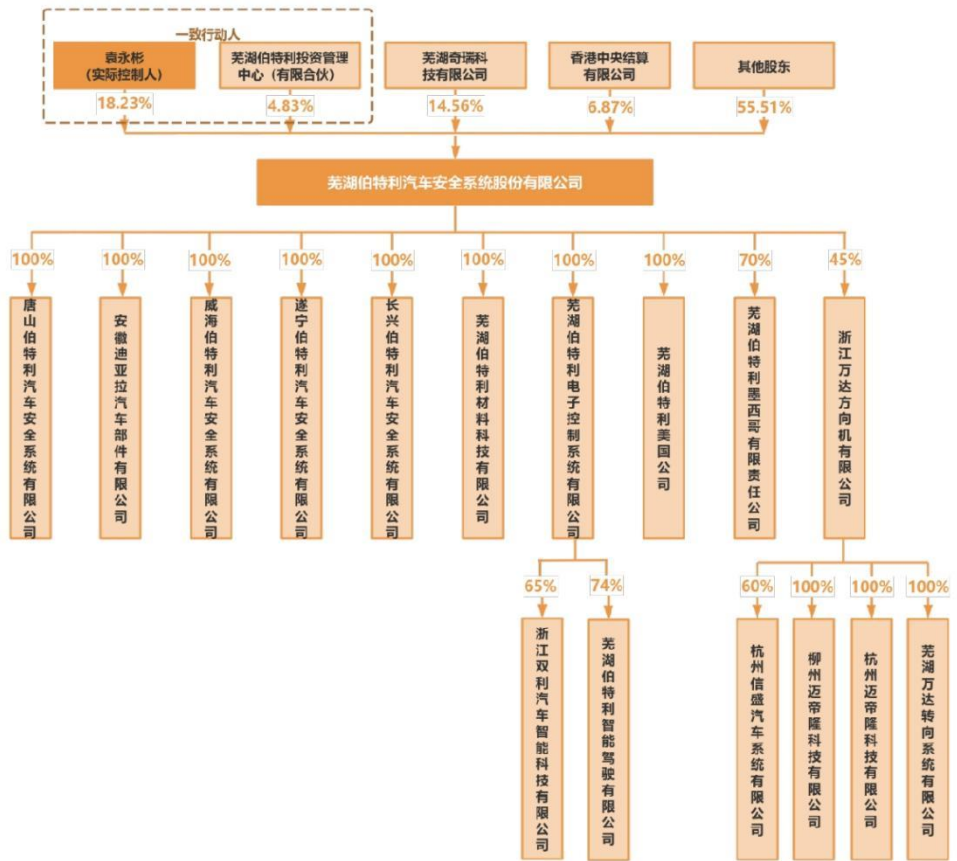 一致行动人
袁永彬
(实际控制人)
芜湖伯特利投资管理
中心（有限合伙）
芜湖奇瑞科
技有限公司
香港中央结算
有限公司
其他股东
18.23%
4.83%
14.56%
6.87%
55.51%
芜湖伯特利汽车安全系统股份有限公司
100%
100%
100%
100%
100%
100%
100%
100%
70%
45%
唐山伯特利汽车安全系统有限公司
安徽迪亚拉汽车部件有限公司
威海伯特利汽车安全系统有限公司
遂宁伯特利汽车安全系统有限公司
长兴伯特利汽车安全系统有限公司
芜湖伯特利材料科技有限公司
芜湖伯特利电子控制系统有限公司
芜湖伯特利美国公司
芜湖伯特利墨西哥有限责任公司
浙江万达方向机有限公司
65%
74%
60%
100%
100%
100%
浙江双利汽车智能科技有限公司
芜湖伯特利智能驾驶有限公司
杭州信盛汽车系统有限公司
柳州迈帝隆科技有限公司
杭州迈帝隆科技有限公司
芜湖万达转向系统有限公司